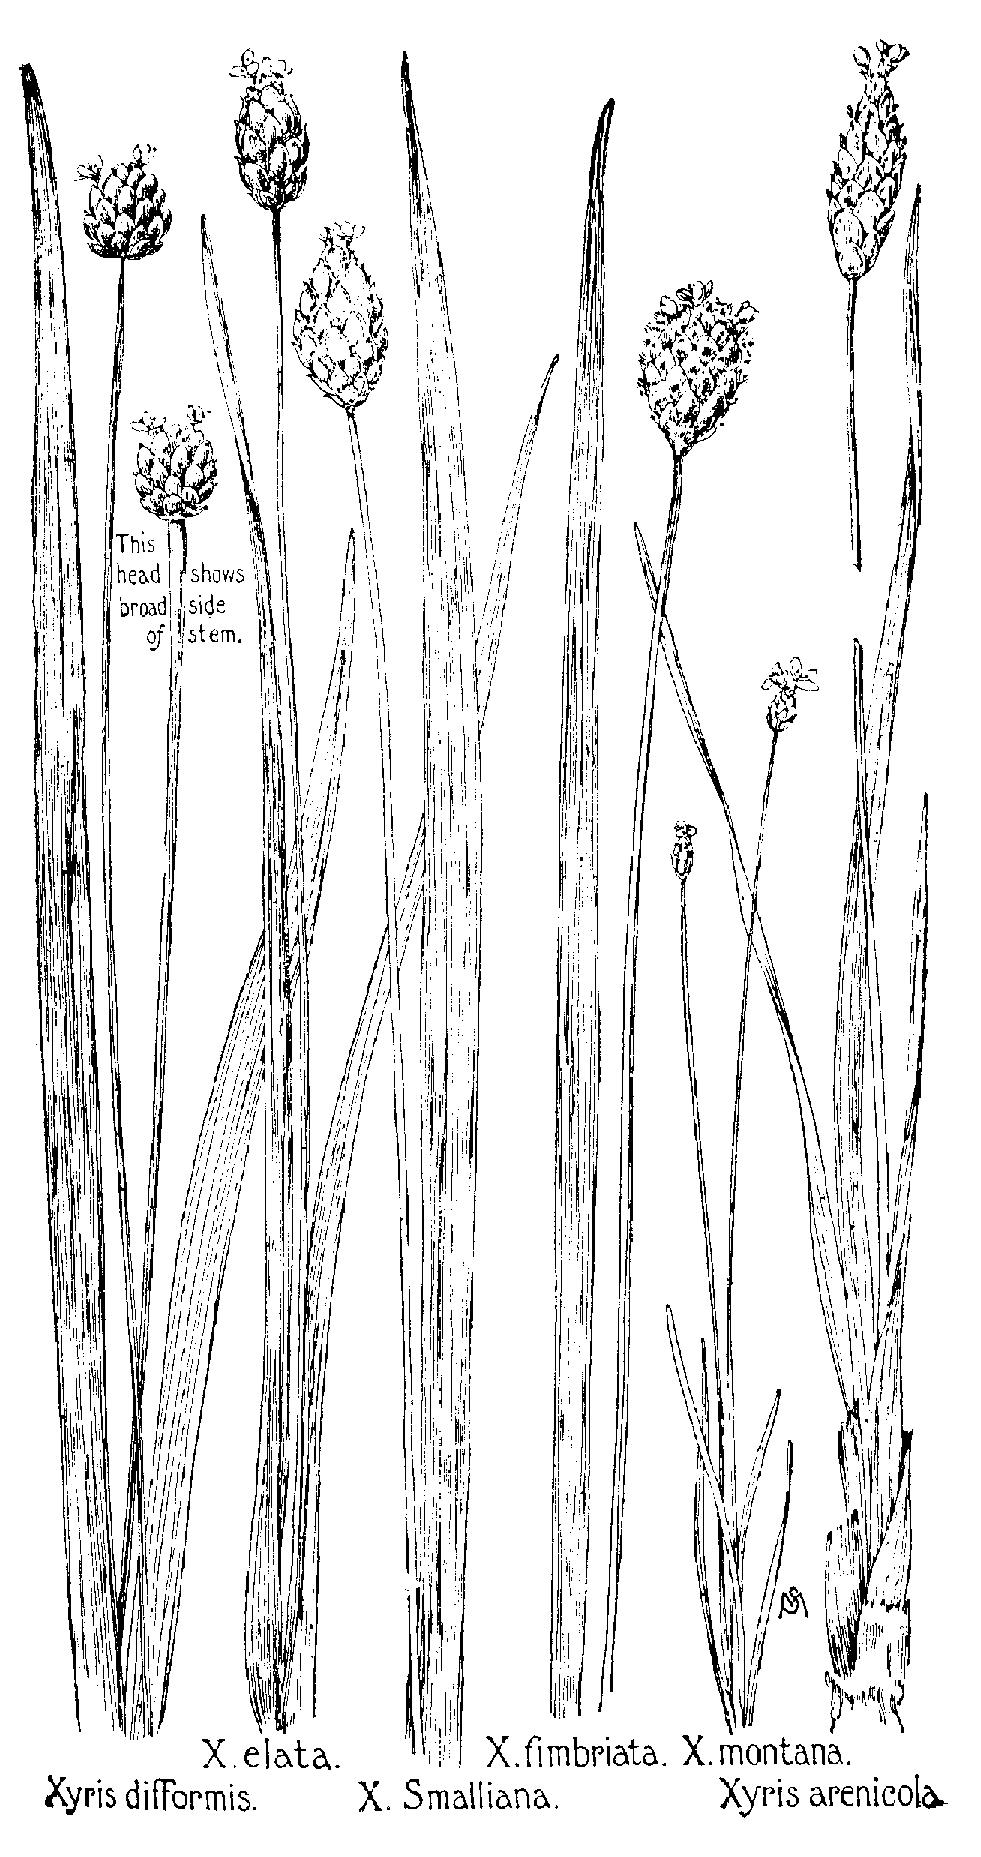 This
head shows
broad side
of stem.
X. elata. X. fimbriata. X. montana.
Xyris difformis. X. Smalliana. Xyris arenicola